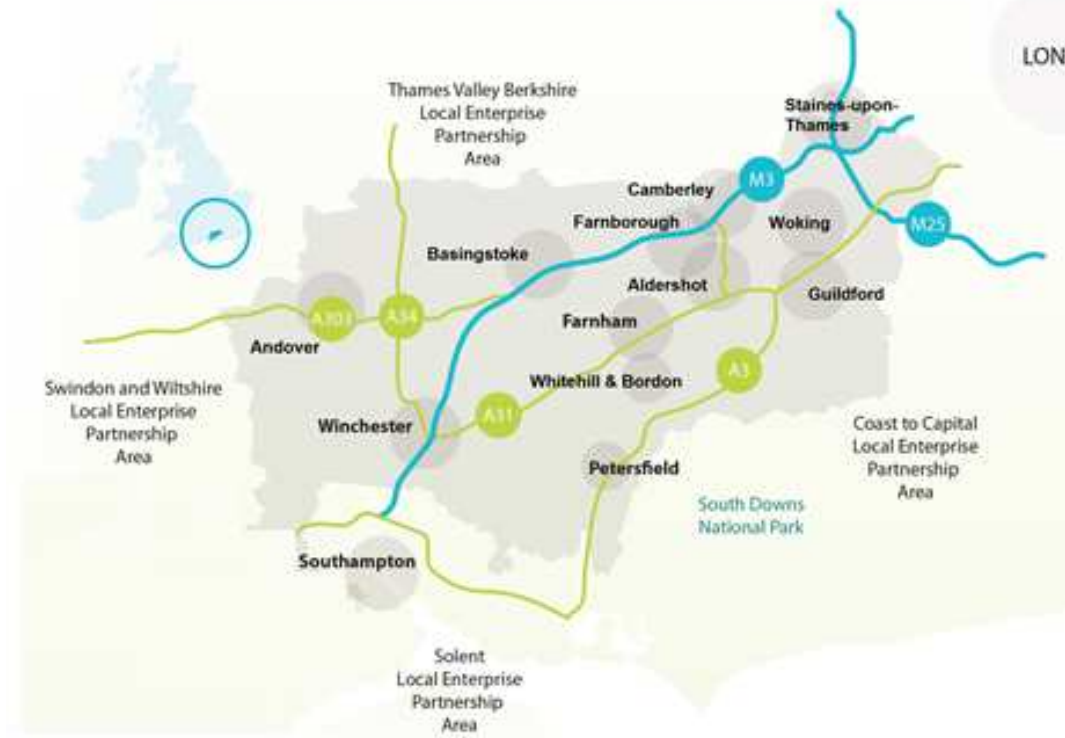 LON
Thames Valley Berkshire
Local Enterprise
Partnership
Area
Staines-upon-
Thames
M3
Camberley
Farnborough
Woking
M25
Basingstoke
Aldershot
Guildford
A303
A34
Farnham
Andover
A3
Whitehill & Bordon
Swindon and Wiltshire
Local Enterprise
Partnership
Area
A31
Winchester
Coast to Capital
Local Enterprise
Partnership
Area
Petersfield
South Downs
National Park
Southampton
Solent
Local Enterprise
Partnership
Area